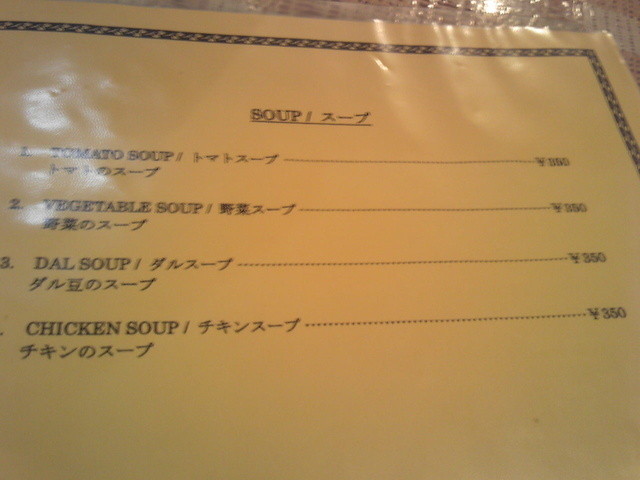 SOUP / スープ
1. TOMATO SOUP / トマトスープ ¥350
トマトのスープ
2. VEGETABLE SOUP / 野菜スープ ¥350
野菜のスープ
3. DAL SOUP / ダルスープ ¥350
ダル豆のスープ
. CHICKEN SOUP / チキンスープ ¥350
チキンのスープ